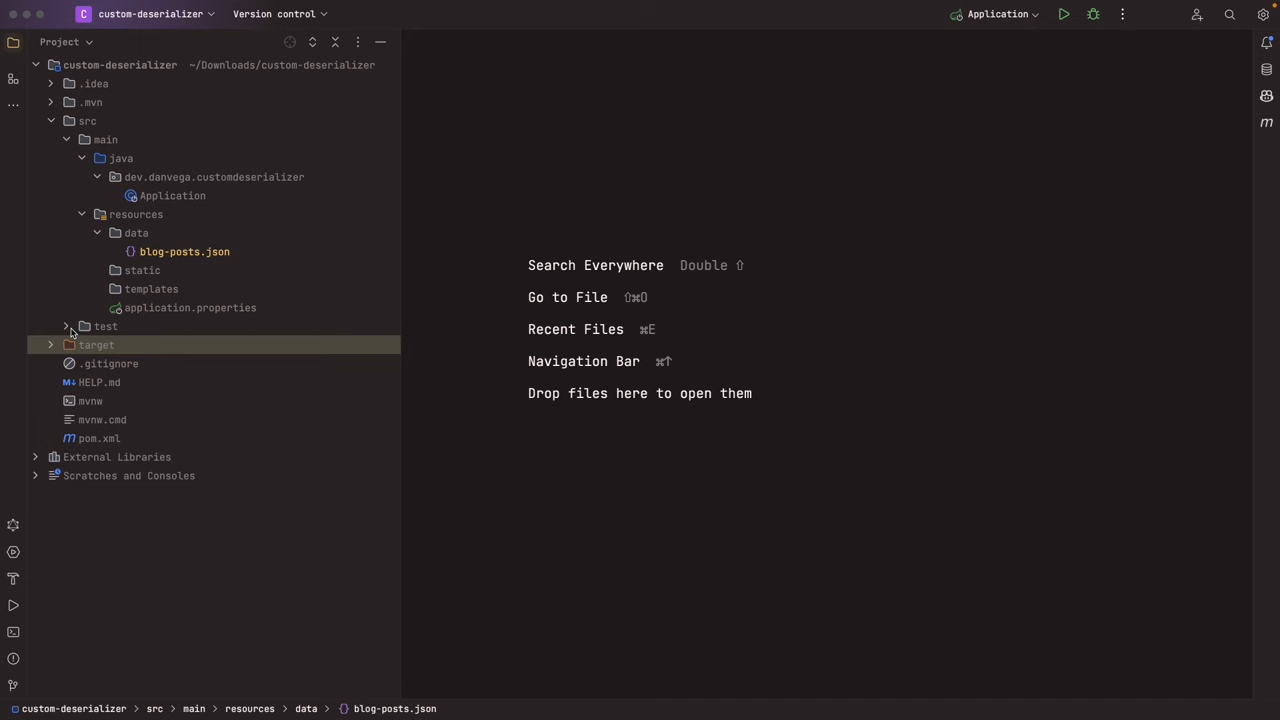 C custom-deserializer Version control Application
Project
custom-deserializer ~/Downloads/custom-deserializer
.idea
.mvn
src
main
java
dev.danvega.customdeserializer
Application
resources
data
{} blog-posts.json
static
templates
application.properties
test
target
.gitignore
M↓ HELP.md
mvnw
mvnw.cmd
m pom.xml
External Libraries
Scratches and Consoles
Search Everywhere Double ⇧
Go to File ⇧⌘O
Recent Files ⌘E
Navigation Bar ⌘↑
Drop files here to open them
m
custom-deserializer > src > main > resources > data > {} blog-posts.json